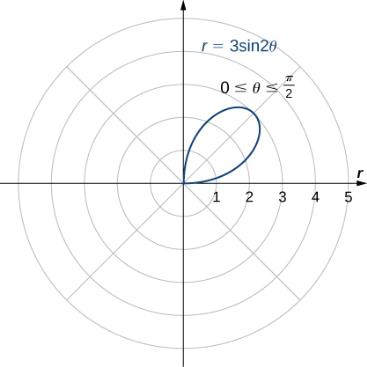 r = 3sin2θ
0 ≤ θ ≤ π/2
r
1 2 3 4 5